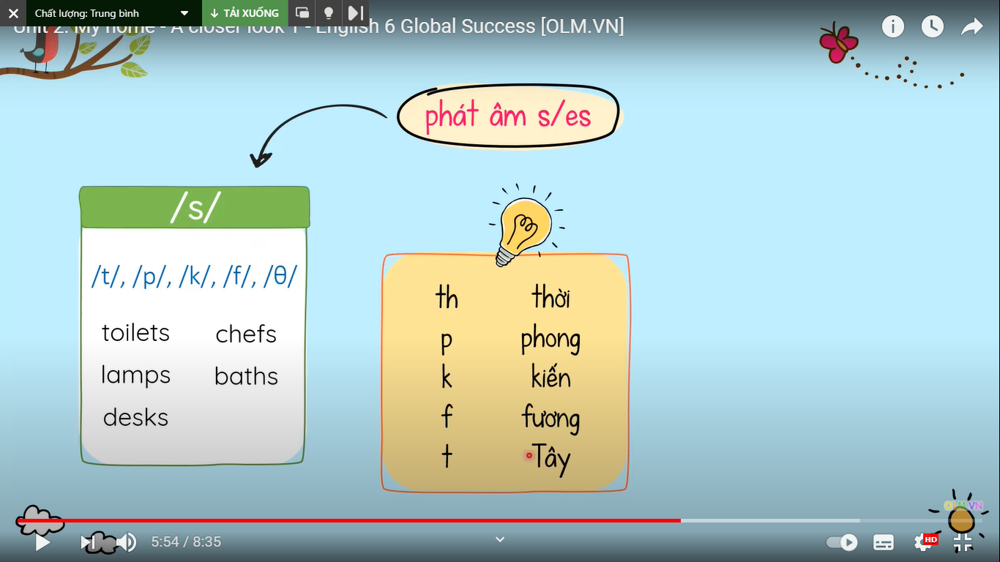 Chất lượng: Trung bình
TẢI XUỐNG
Unit 2: My home - A closer look 1 - English 6 Global Success [OLM.VN]
phát âm s/es
/s/
/t/, /p/, /k/, /f/, /θ/
toilets chefs
lamps baths
desks
th thời
p phong
k kiến
f fương
t Tây
OLM.VN
5:54 / 8:35
HD